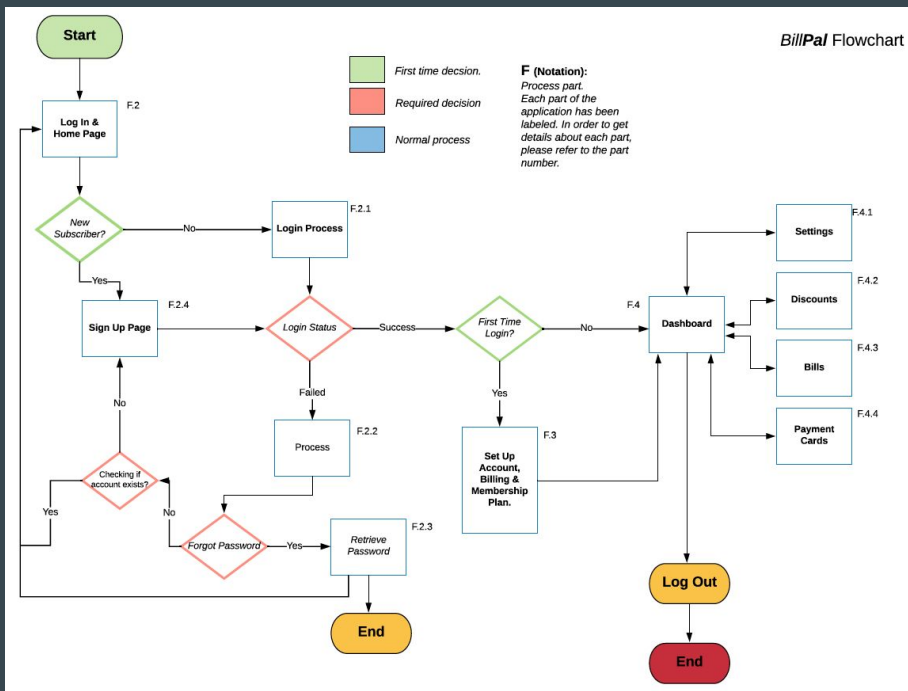 Start
BillPal Flowchart
First time decsion.
Required decision
Normal process
F (Notation):
Process part.
Each part of the
application has been
labeled. In order to get
details about each part,
please refer to the part
number.
F.2
Log In &
Home Page
New
Subscriber?
No
F.2.1
Login Process
Yes
F.2.4
Sign Up Page
Login Status
Success
First Time
Login?
No
F.4
Dashboard
F.4.1
Settings
F.4.2
Discounts
F.4.3
Bills
F.4.4
Payment
Cards
Failed
Yes
No
F.2.2
Process
F.3
Set Up
Account,
Billing &
Membership
Plan.
Checking if
account exists?
Yes
No
Forgot Password
Yes
F.2.3
Retrieve
Password
Log Out
End
End